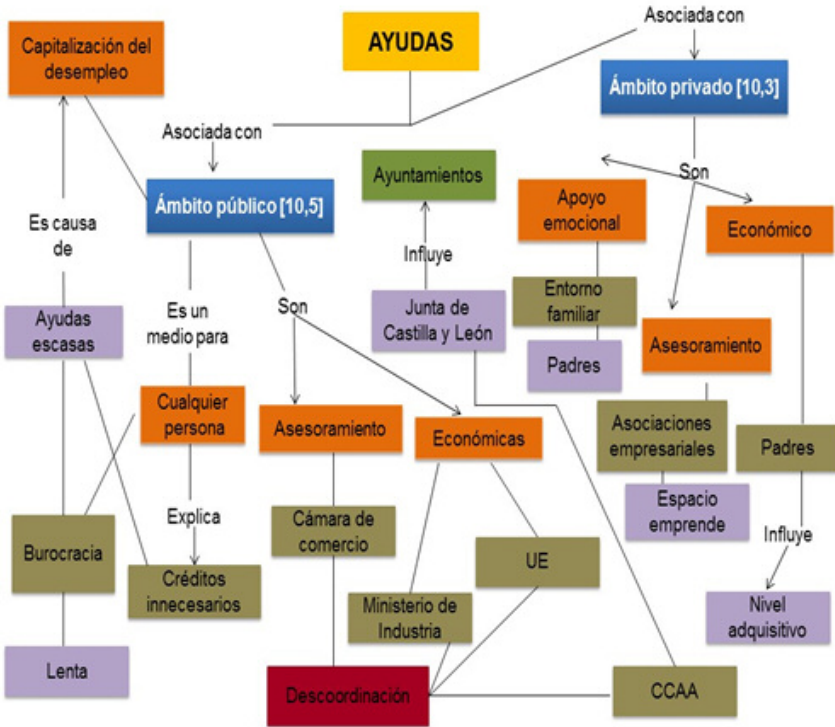 Asociada con
AYUDAS
Capitalización del
desempleo
Ámbito privado [10,3]
Asociada con
Ayuntamientos
Son
Ámbito público [10,5]
Apoyo
emocional
Económico
Es causa
de
Influye
Entorno
familiar
Es un
medio para
Son
Junta de
Castilla y León
Ayudas
escasas
Padres
Asesoramiento
Cualquier
persona
Asesoramiento
Económicas
Asociaciones
empresariales
Padres
Espacio
emprende
Explica
Cámara de
comercio
Influye
Burocracia
UE
Créditos
innecesarios
Ministerio de
Industria
Nivel
adquisitivo
Lenta
Descoordinación
CCAA